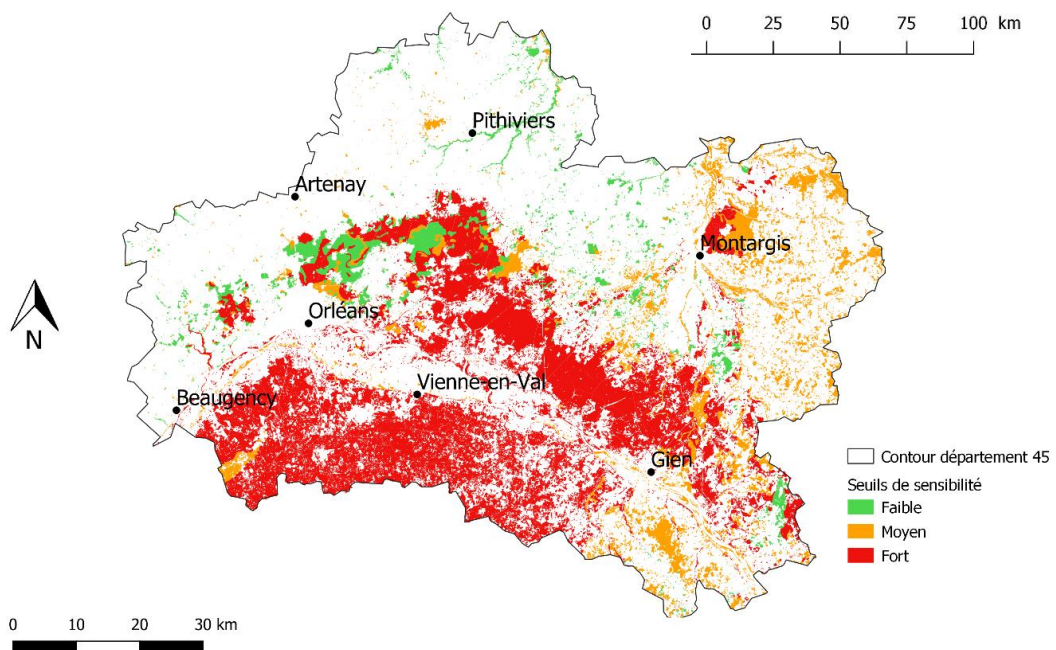 0 25 50 75 100 km
Pithiviers
Artenay
Montargis
N
Orléans
Vienne-en-Val
Beaugency
Gien
Contour département 45
Seuils de sensibilité
Faible
Moyen
Fort
0 10 20 30 km